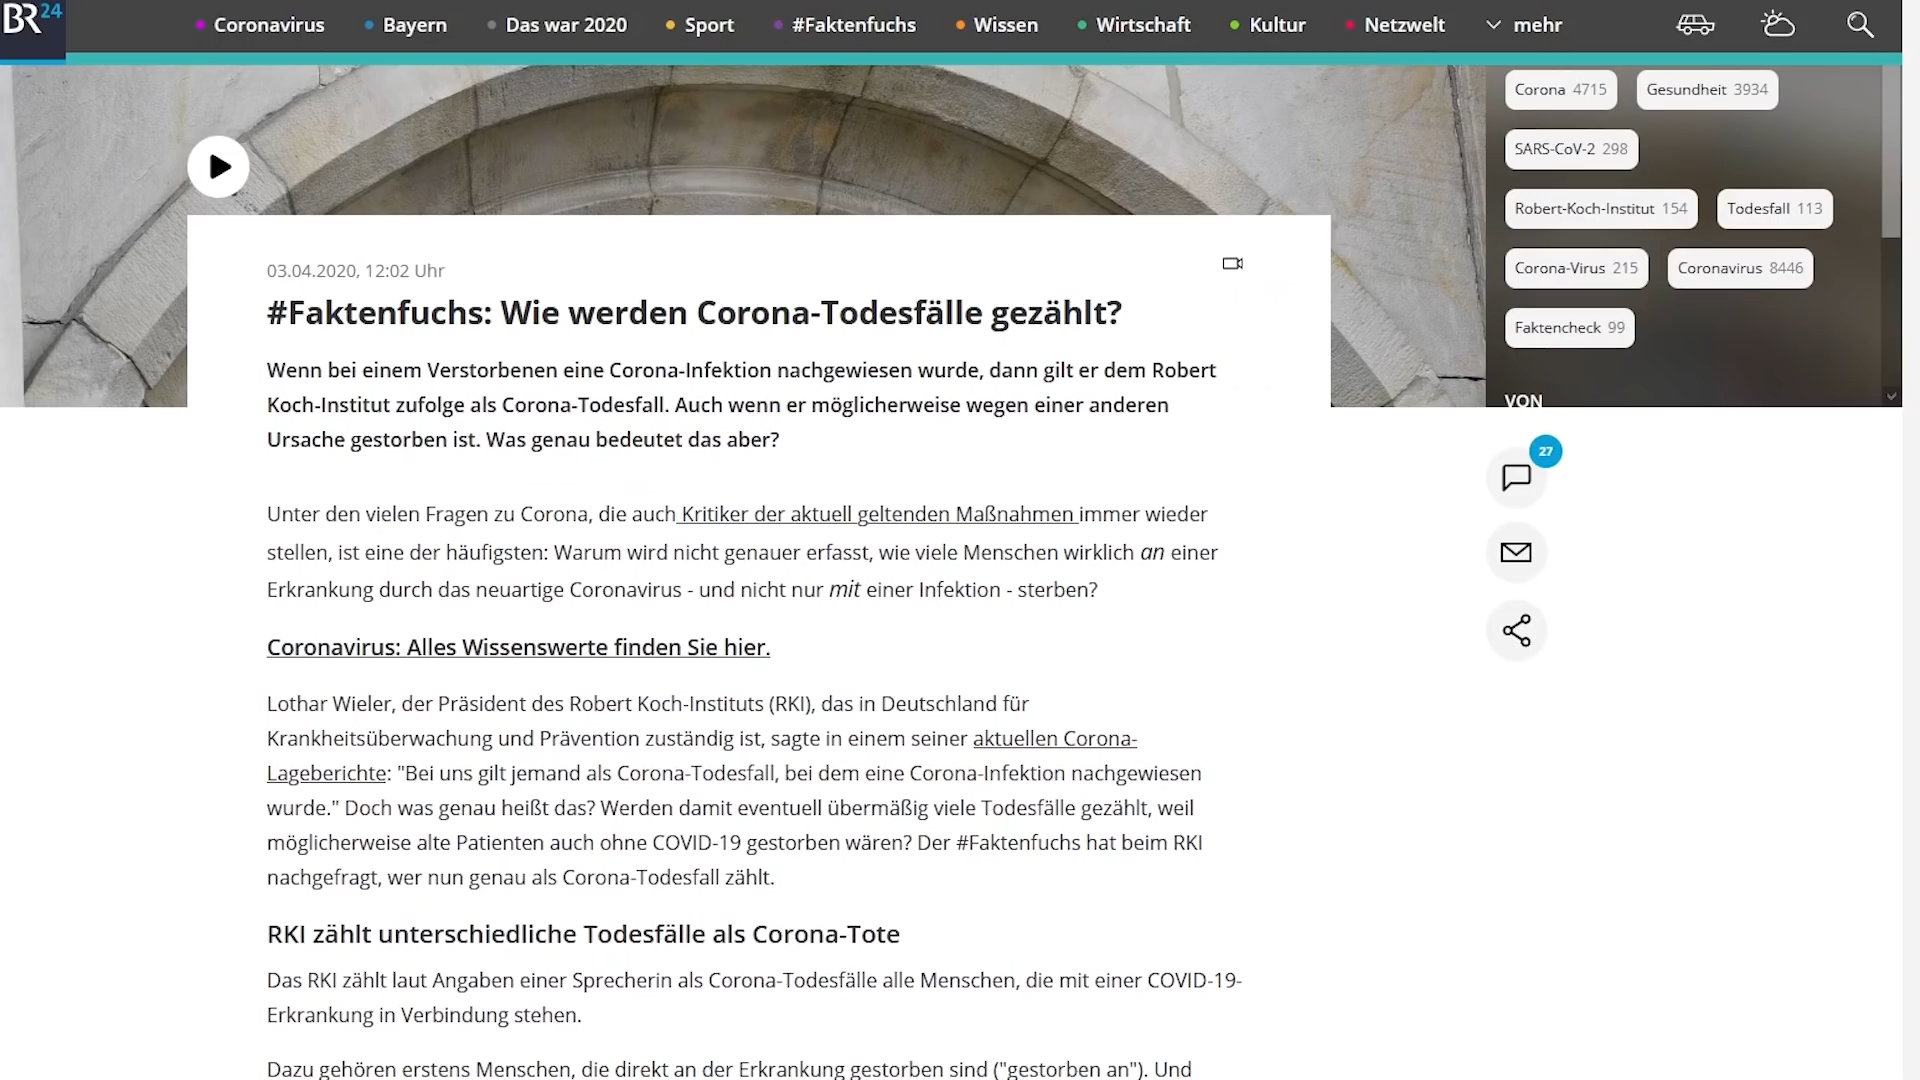 BR24
Coronavirus
Bayern
Das war 2020
Sport
#Faktenfuchs
Wissen
Wirtschaft
Kultur
Netzwelt
mehr
Corona 4715
Gesundheit 3934
SARS-CoV-2 298
Robert-Koch-Institut 154
Todesfall 113
Corona-Virus 215
Coronavirus 8446
Faktencheck 99
VON
27
03.04.2020, 12:02 Uhr
#Faktenfuchs: Wie werden Corona-Todesfälle gezählt?
Wenn bei einem Verstorbenen eine Corona-Infektion nachgewiesen wurde, dann gilt er dem Robert
Koch-Institut zufolge als Corona-Todesfall. Auch wenn er möglicherweise wegen einer anderen
Ursache gestorben ist. Was genau bedeutet das aber?
Unter den vielen Fragen zu Corona, die auch Kritiker der aktuell geltenden Maßnahmen immer wieder
stellen, ist eine der häufigsten: Warum wird nicht genauer erfasst, wie viele Menschen wirklich an einer
Erkrankung durch das neuartige Coronavirus - und nicht nur mit einer Infektion - sterben?
Coronavirus: Alles Wissenswerte finden Sie hier.
Lothar Wieler, der Präsident des Robert Koch-Instituts (RKI), das in Deutschland für
Krankheitsüberwachung und Prävention zuständig ist, sagte in einem seiner aktuellen Corona-
Lageberichte: "Bei uns gilt jemand als Corona-Todesfall, bei dem eine Corona-Infektion nachgewiesen
wurde." Doch was genau heißt das? Werden damit eventuell übermäßig viele Todesfälle gezählt, weil
möglicherweise alte Patienten auch ohne COVID-19 gestorben wären? Der #Faktenfuchs hat beim RKI
nachgefragt, wer nun genau als Corona-Todesfall zählt.
RKI zählt unterschiedliche Todesfälle als Corona-Tote
Das RKI zählt laut Angaben einer Sprecherin als Corona-Todesfälle alle Menschen, die mit einer COVID-19-
Erkrankung in Verbindung stehen.
Dazu gehören erstens Menschen, die direkt an der Erkrankung gestorben sind ("gestorben an"). Und